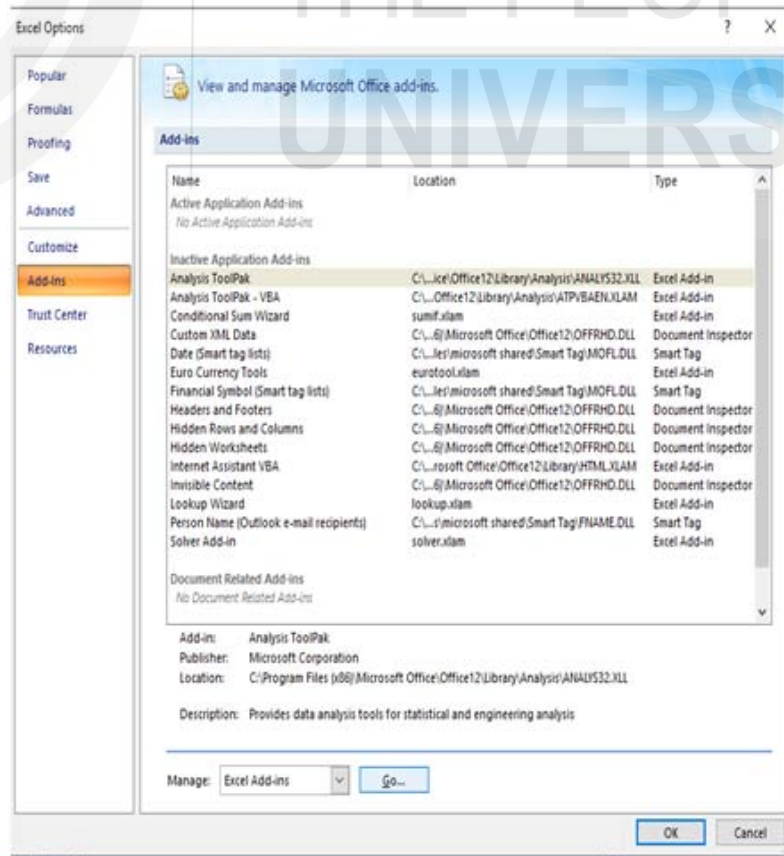 THE PEOP
UNIVERS
Excel Options ? X
Popular
Formulas
Proofing
Save
Advanced
Customize
Add-Ins
Trust Center
Resources
View and manage Microsoft Office add-ins.
Add-ins
Name Location Type
Active Application Add-ins
No Active Application Add-ins
Inactive Application Add-ins
Analysis ToolPak C:\...ice\Office12\Library\Analysis\ANALYS32.XLL Excel Add-in
Analysis ToolPak - VBA C:\...Office12\Library\Analysis\ATPVBAEN.XLAM Excel Add-in
Conditional Sum Wizard sumif.xlam Excel Add-in
Custom XML Data C:\...6)\Microsoft Office\Office12\OFFRHD.DLL Document Inspector
Date (Smart tag lists) C:\...les\microsoft shared\Smart Tag\MOFL.DLL Smart Tag
Euro Currency Tools eurotool.xlam Excel Add-in
Financial Symbol (Smart tag lists) C:\...les\microsoft shared\Smart Tag\MOFL.DLL Smart Tag
Headers and Footers C:\...6)\Microsoft Office\Office12\OFFRHD.DLL Document Inspector
Hidden Rows and Columns C:\...6)\Microsoft Office\Office12\OFFRHD.DLL Document Inspector
Hidden Worksheets C:\...6)\Microsoft Office\Office12\OFFRHD.DLL Document Inspector
Internet Assistant VBA C:\...rosoft Office\Office12\Library\HTML.XLAM Excel Add-in
Invisible Content C:\...6)\Microsoft Office\Office12\OFFRHD.DLL Document Inspector
Lookup Wizard lookup.xlam Excel Add-in
Person Name (Outlook e-mail recipients) C:\...s\microsoft shared\Smart Tag\FNAME.DLL Smart Tag
Solver Add-in solver.xlam Excel Add-in
Document Related Add-ins
No Document Related Add-ins
Add-in: Analysis ToolPak
Publisher: Microsoft Corporation
Location: C:\Program Files (x86)\Microsoft Office\Office12\Library\Analysis\ANALYS32.XLL
Description: Provides data analysis tools for statistical and engineering analysis
Manage: Excel Add-ins Go...
OK Cancel